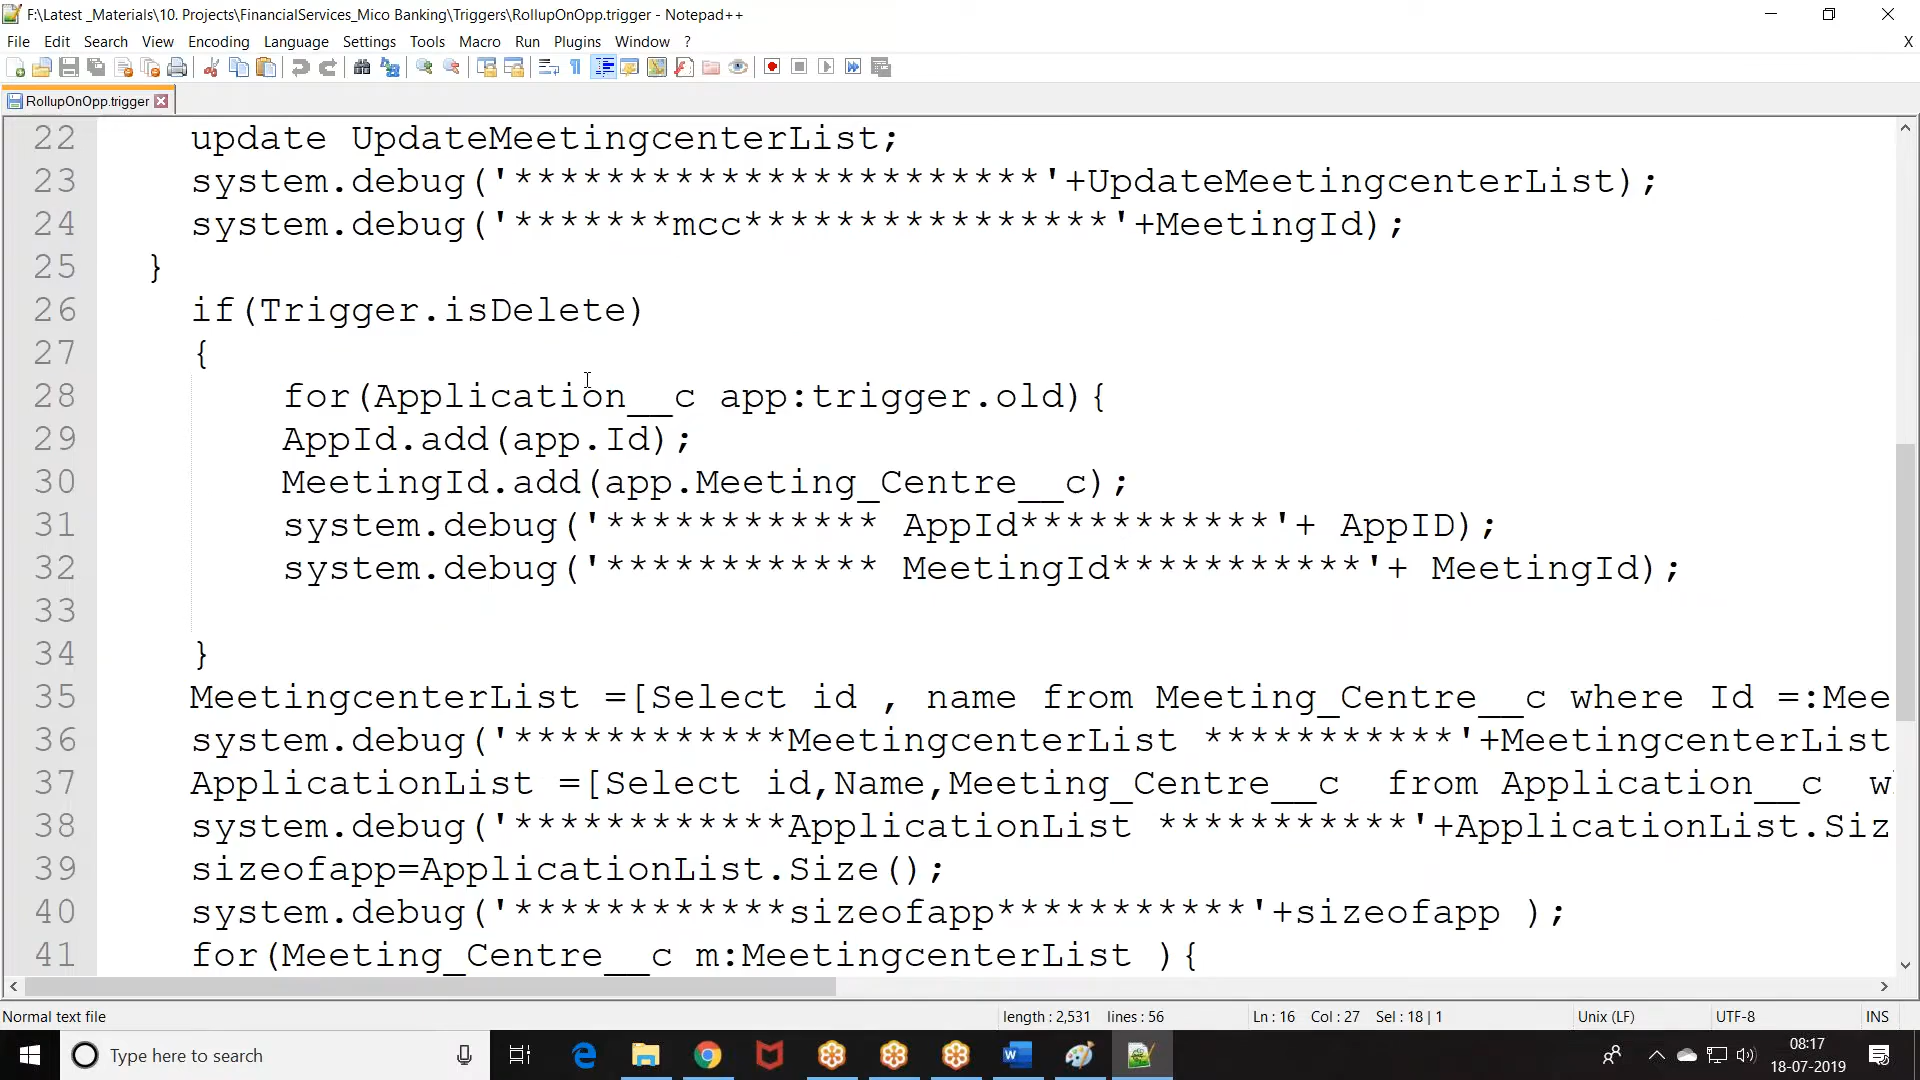 F:\Latest _Materials\10. Projects\FinancialServices_Mico Banking\Triggers\RollupOnOpp.trigger - Notepad++
File Edit Search View Encoding Language Settings Tools Macro Run Plugins Window ? X
RollupOnOpp.trigger
22 update UpdateMeetingcenterList;
23 system.debug('***********************'+UpdateMeetingcenterList);
24 system.debug('*******mcc****************'+MeetingId);
25 }
26 if(Trigger.isDelete)
27 {
28 for(Application__c app:trigger.old){
29 AppId.add(app.Id);
30 MeetingId.add(app.Meeting_Centre__c);
31 system.debug('************ AppId***********'+ AppID);
32 system.debug('************ MeetingId***********'+ MeetingId);
33
34 }
35 MeetingcenterList =[Select id , name from Meeting_Centre__c where Id =:Mee
36 system.debug('************MeetingcenterList ***********'+MeetingcenterList
37 ApplicationList =[Select id,Name,Meeting_Centre__c from Application__c w
38 system.debug('************ApplicationList ***********'+ApplicationList.Siz
39 sizeofapp=ApplicationList.Size();
40 system.debug('************sizeofapp***********'+sizeofapp );
41 for(Meeting_Centre__c m:MeetingcenterList ){
Normal text file length : 2,531 lines : 56 Ln : 16 Col : 27 Sel : 18 | 1 Unix (LF) UTF-8 INS
Type here to search
08:17
18-07-2019